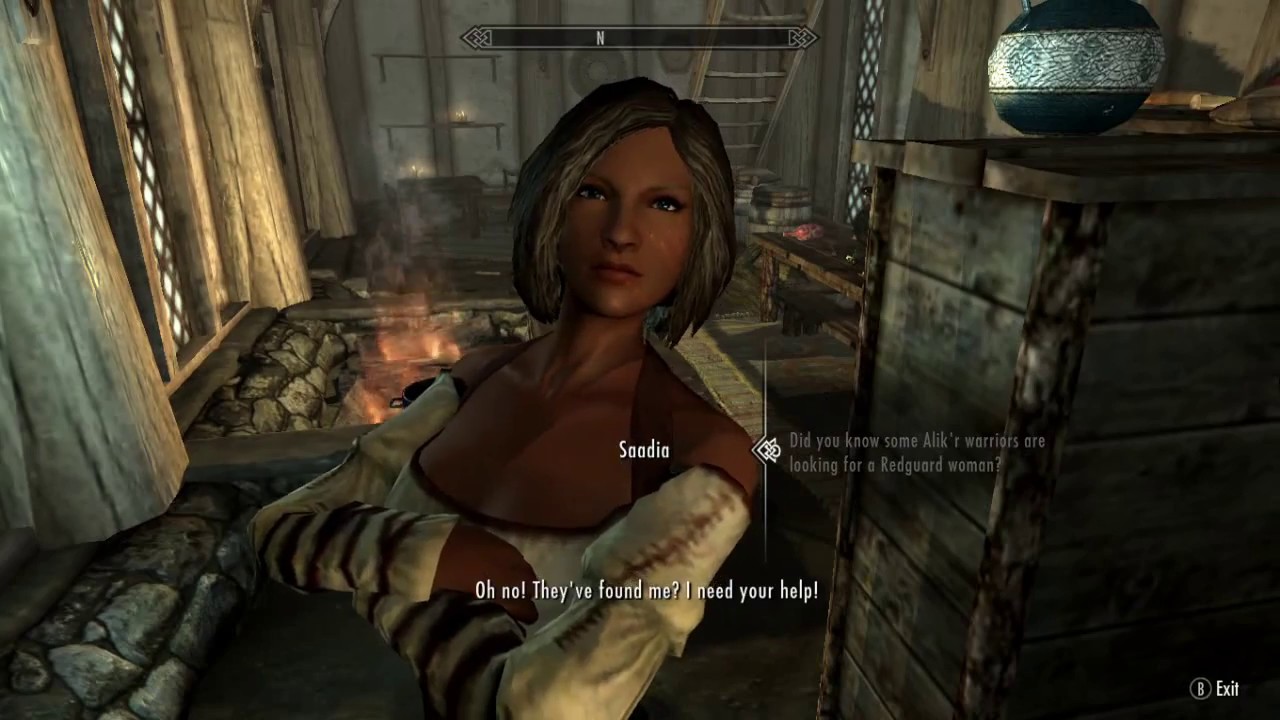 N
Saadia
Did you know some Alik'r warriors are
looking for a Redguard woman?
Oh no! They've found me? I need your help!
B Exit